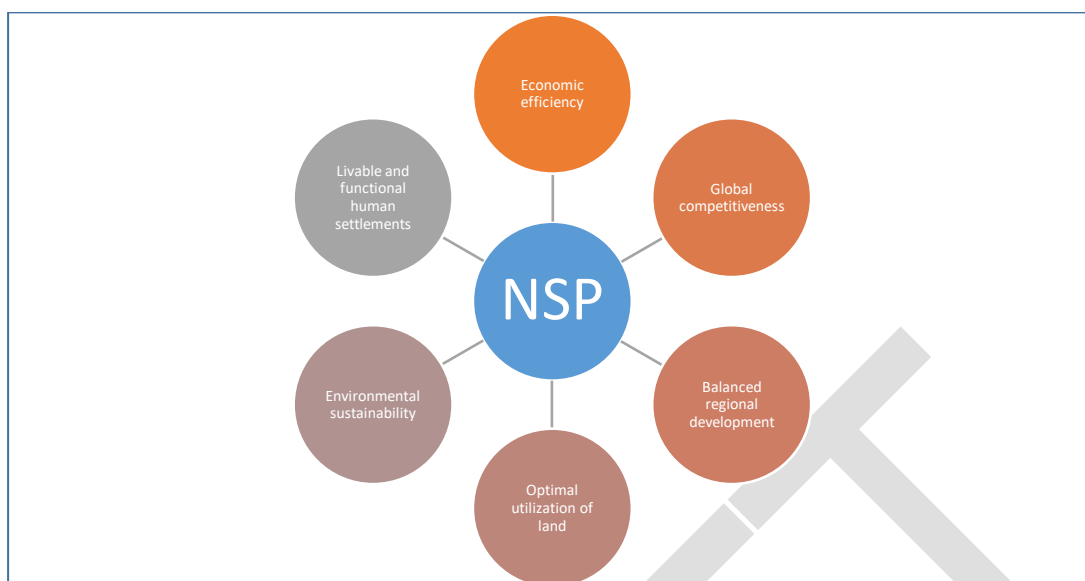 Economic
efficiency
Global
competitiveness
Balanced
regional
development
Optimal
utilization of
land
Environmental
sustainability
Livable and
functional
human
settlements
NSP